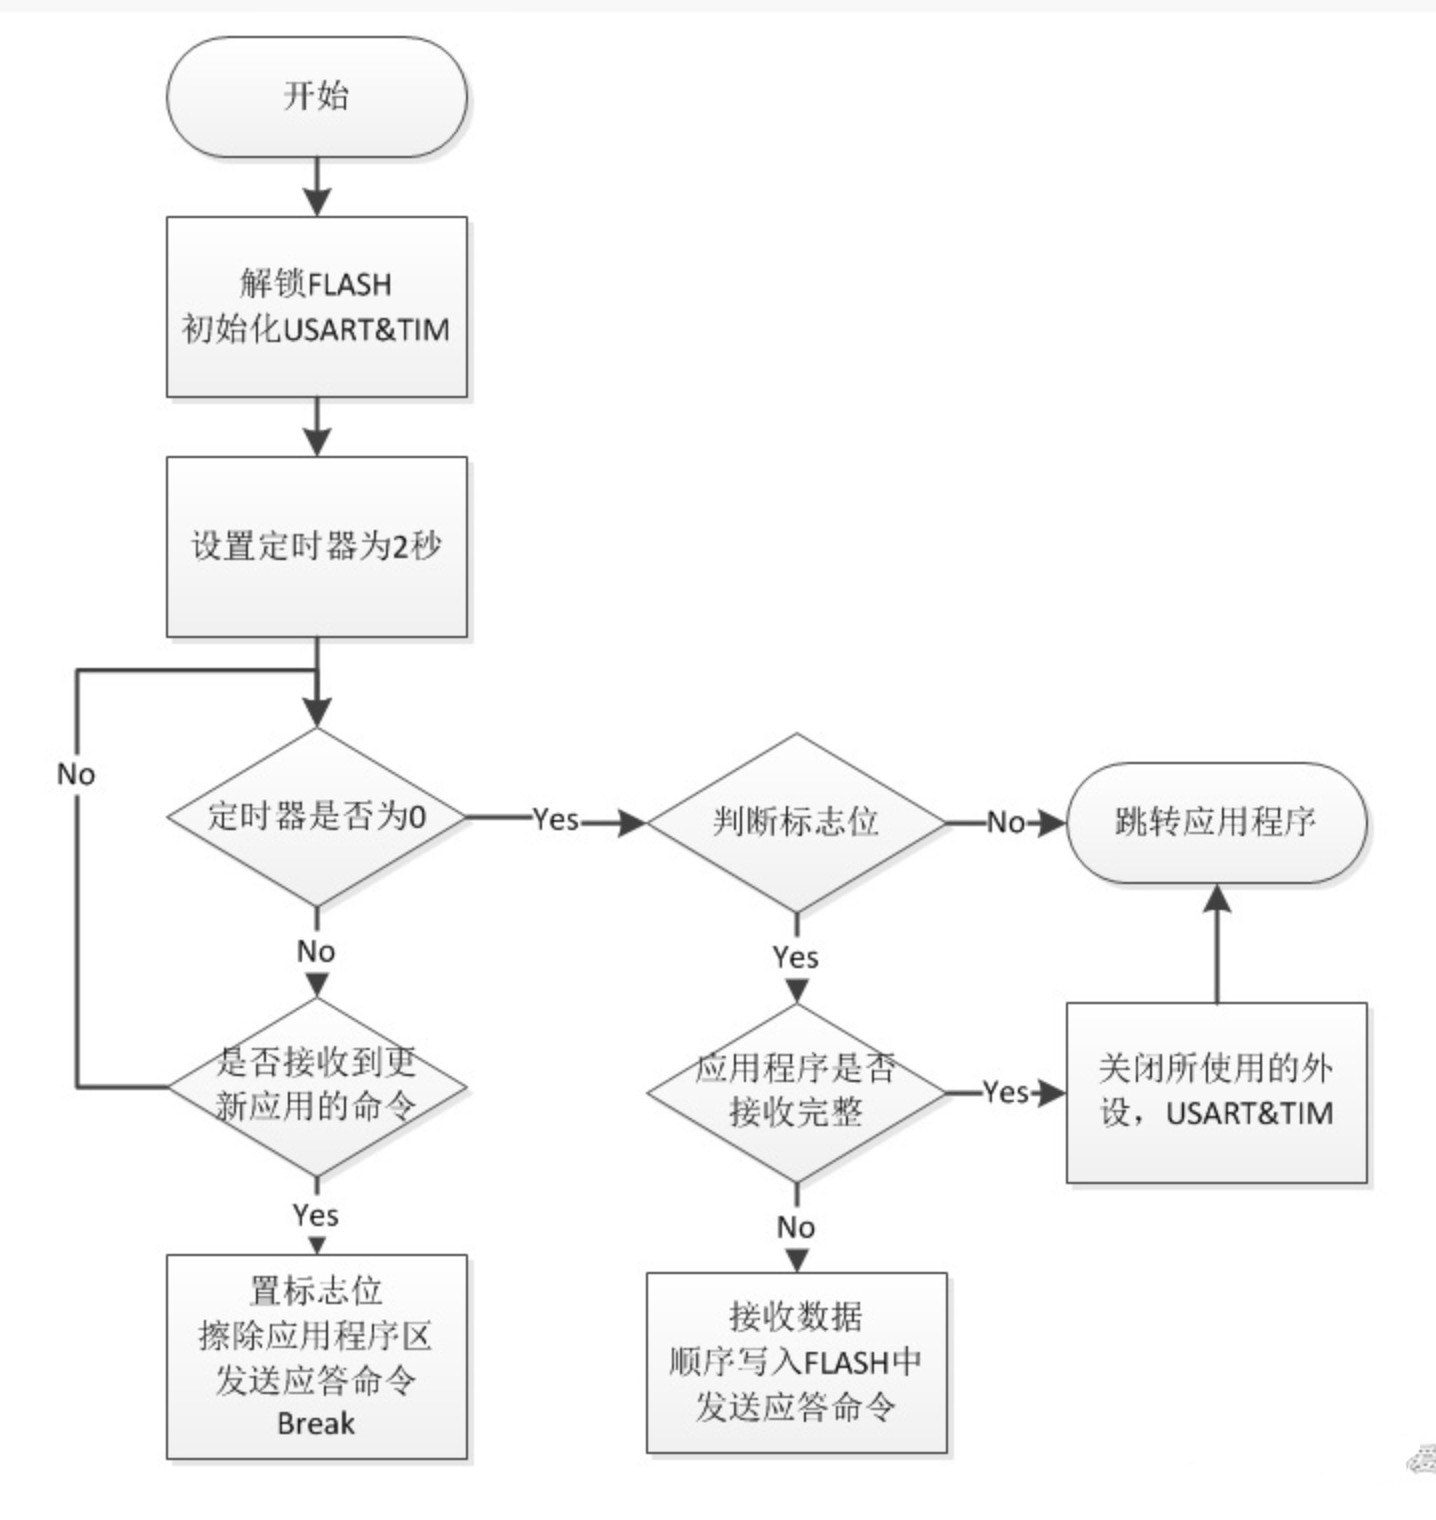 开始
解锁FLASH
初始化USART&TIM
设置定时器为2秒
No
定时器是否为0
Yes
判断标志位
No
跳转应用程序
No
Yes
是否接收到更
新应用的命令
应用程序是否
接收完整
Yes
关闭所使用的外
设，USART&TIM
Yes
No
置标志位
擦除应用程序区
发送应答命令
Break
接收数据
顺序写入FLASH中
发送应答命令